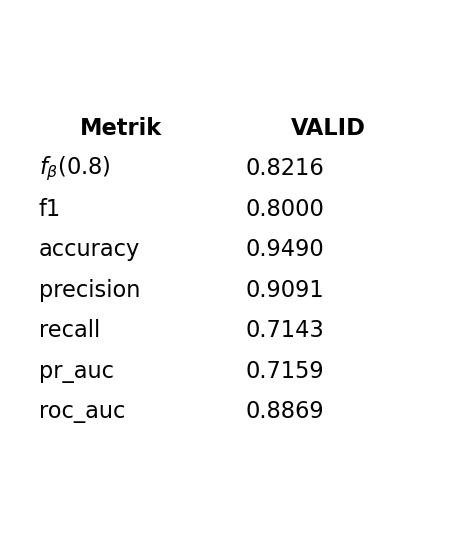 Metrik VALID
fβ(0.8) 0.8216
f1 0.8000
accuracy 0.9490
precision 0.9091
recall 0.7143
pr_auc 0.7159
roc_auc 0.8869